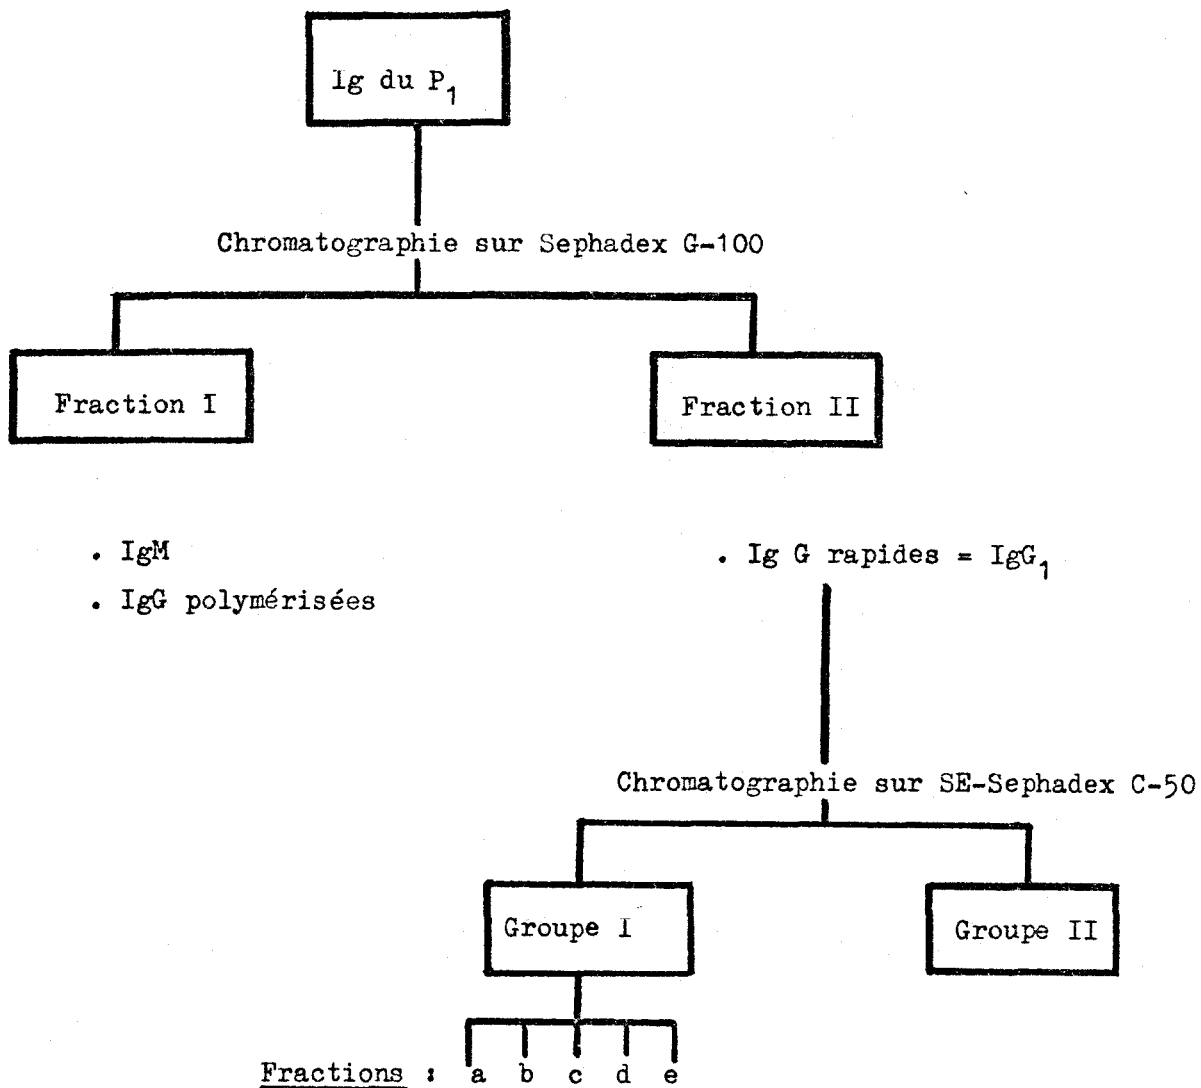 Ig du P1
Chromatographie sur Sephadex G-100
Fraction I
Fraction II
. IgM
. IgG polymérisées
. Ig G rapides = IgG1
Chromatographie sur SE-Sephadex C-50
Groupe I
Groupe II
Fractions : a b c d e